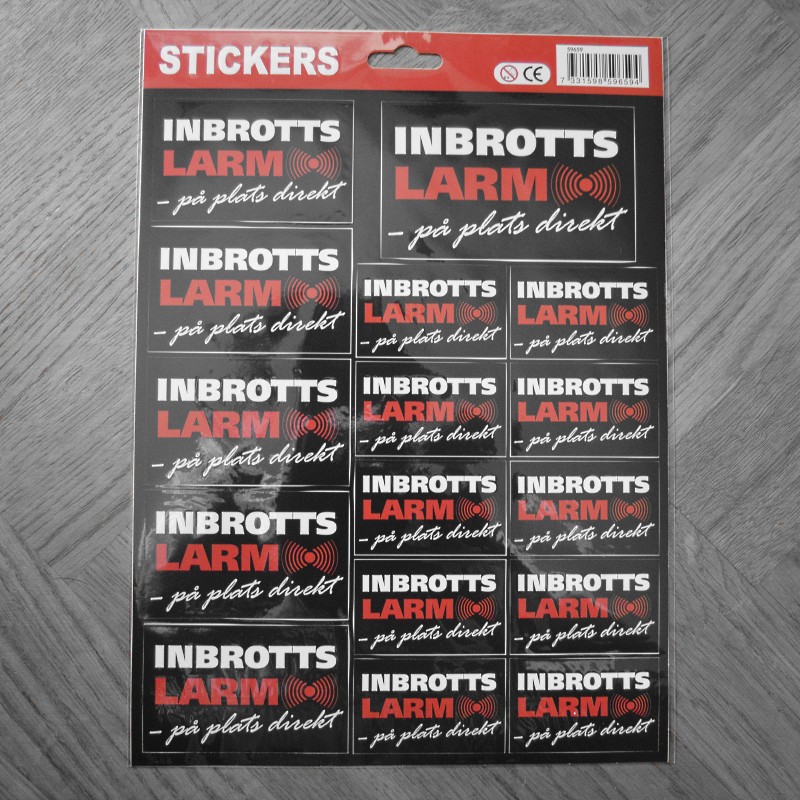 STICKERS
59659
CE
7 331598 596594
INBROTTS
LARM
– på plats direkt
INBROTTS
LARM
– på plats direkt
INBROTTS
LARM
– på plats direkt
INBROTTS
LARM
– på plats direkt
INBROTTS
LARM
– på plats direkt
INBROTTS
LARM
– på plats direkt
INBROTTS
LARM
– på plats direkt
INBROTTS
LARM
– på plats direkt
INBROTTS
LARM
– på plats direkt
INBROTTS
LARM
– på plats direkt
INBROTTS
LARM
– på plats direkt
INBROTTS
LARM
– på plats direkt
INBROTTS
LARM
– på plats direkt
INBROTTS
LARM
– på plats direkt
INBROTTS
LARM
– på plats direkt
INBROTTS
LARM
– på plats direkt